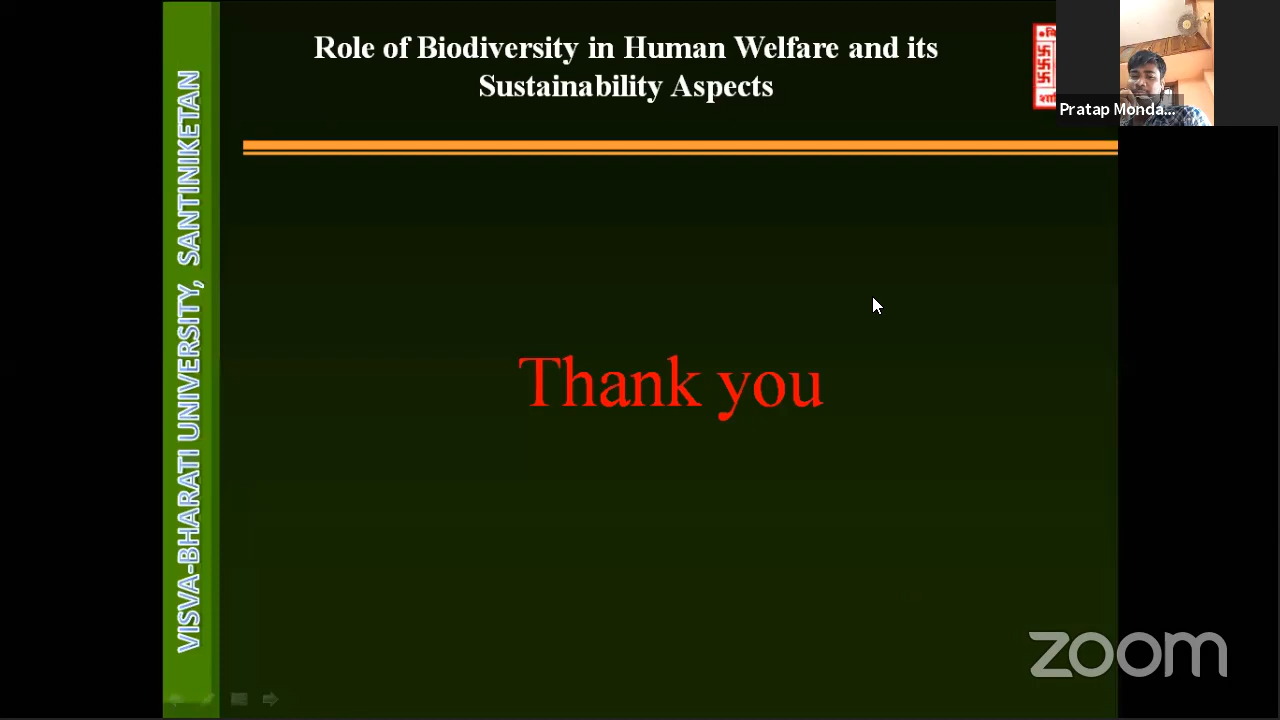 Role of Biodiversity in Human Welfare and its
Sustainability Aspects
Pratap Monda...
VISVA-BHARATI UNIVERSITY, SANTINIKETAN
Thank you
zoom